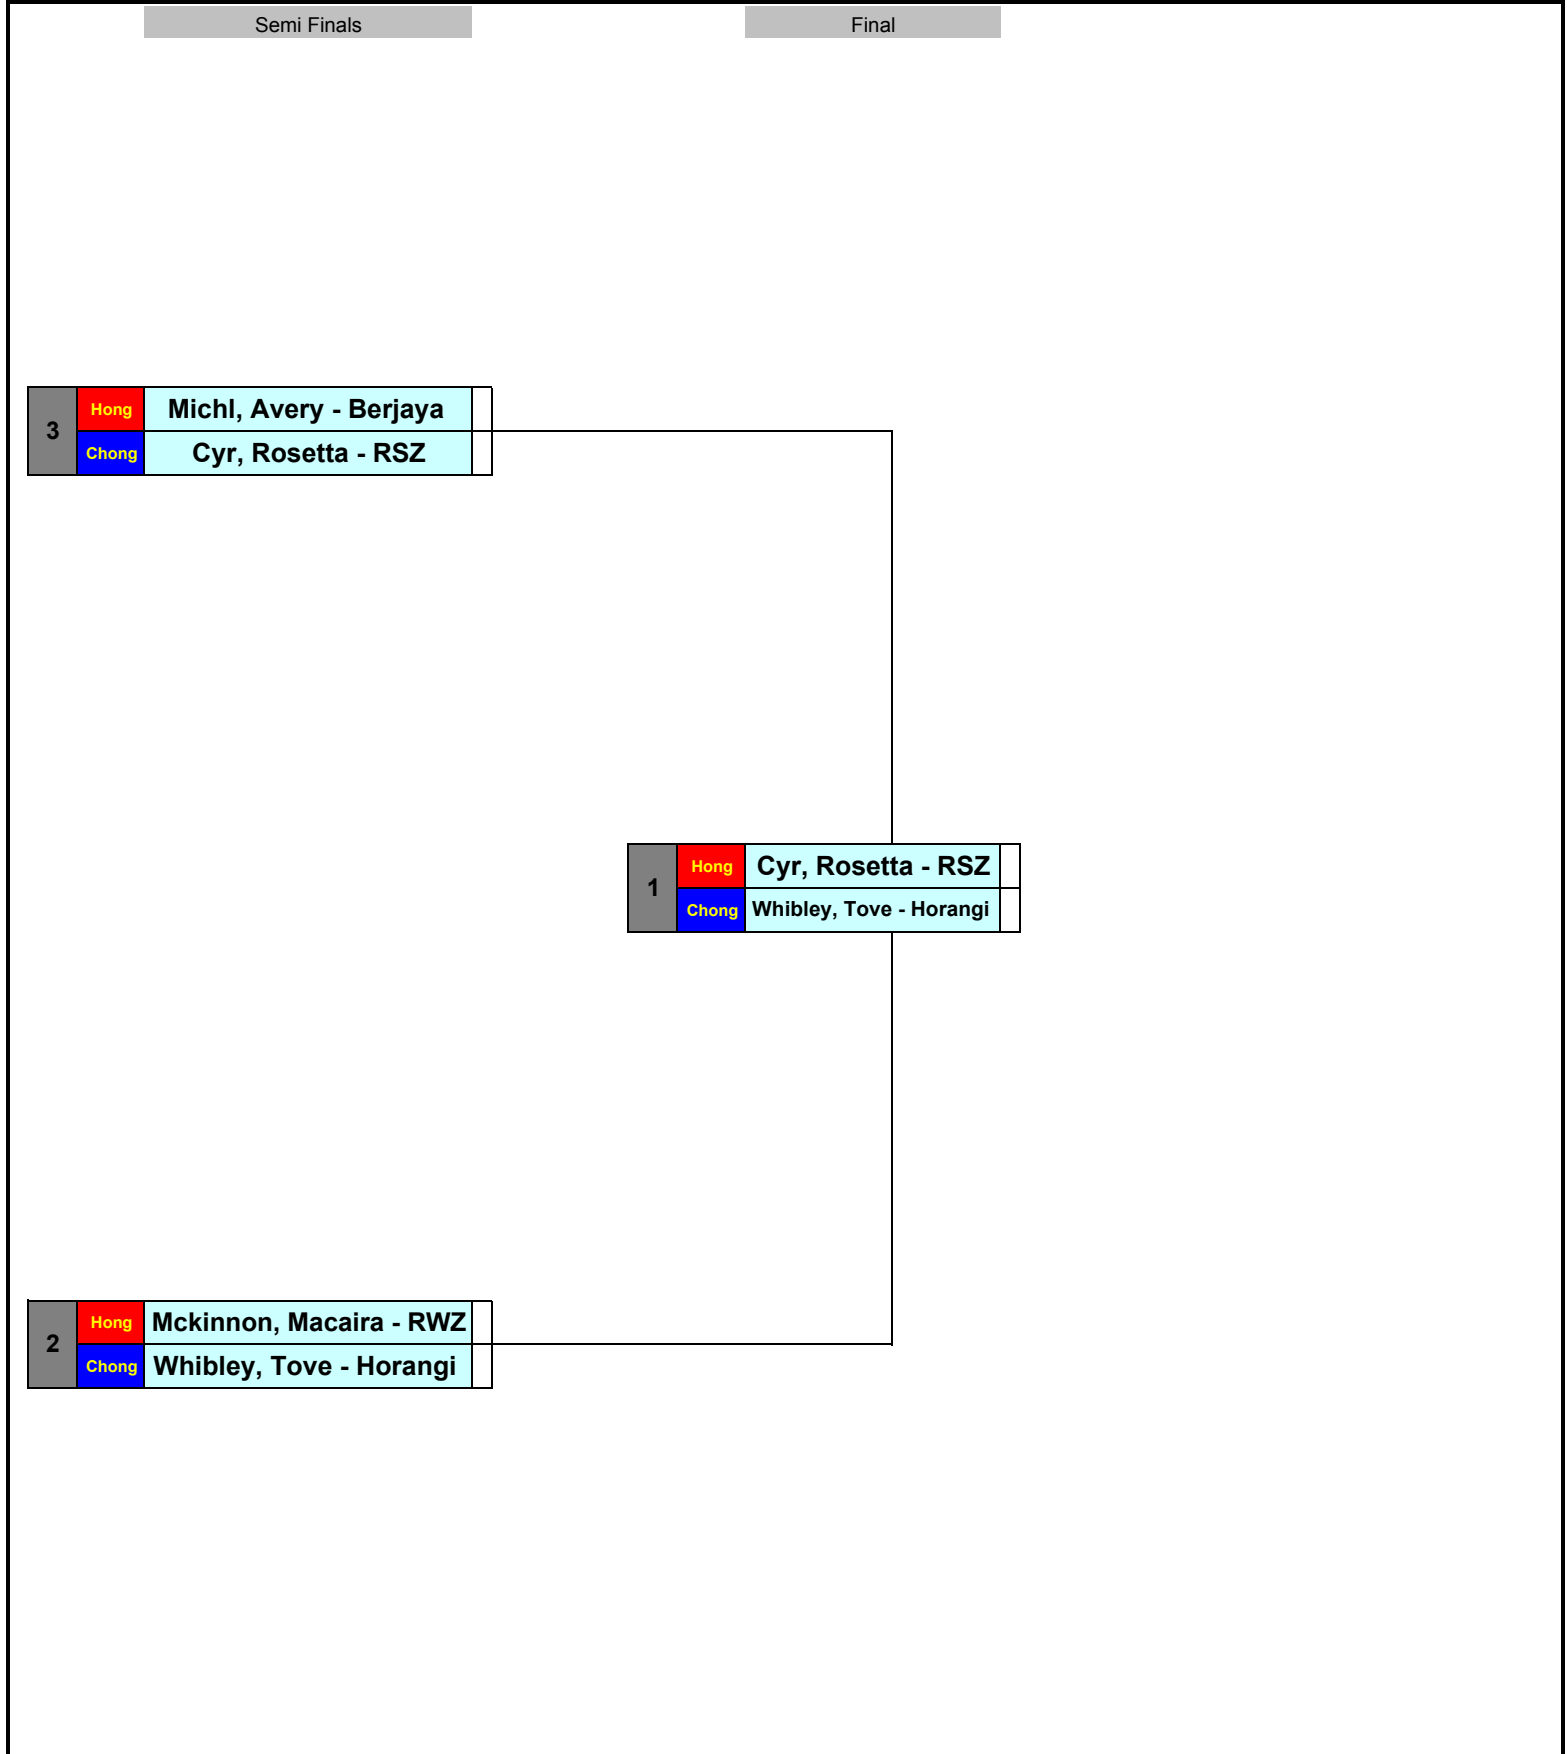 Semi Finals
Final
3
Hong
Michl, Avery - Berjaya
Chong
Cyr, Rosetta - RSZ
1
Hong
Cyr, Rosetta - RSZ
Chong
Whibley, Tove - Horangi
2
Hong
Mckinnon, Macaira - RWZ
Chong
Whibley, Tove - Horangi